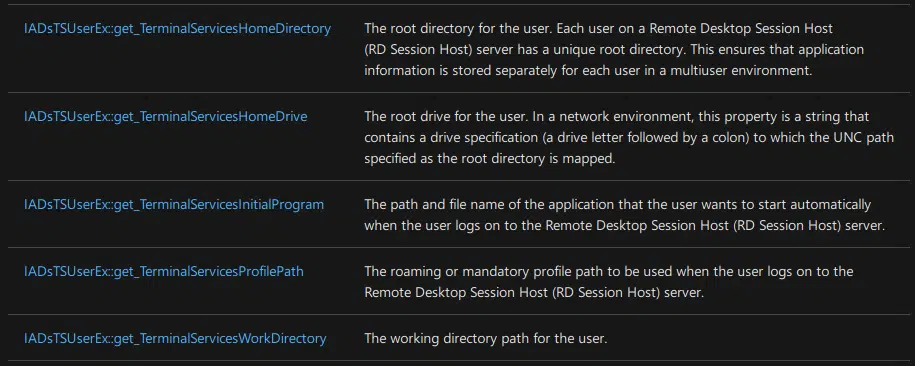 IADsTSUserEx::get_TerminalServicesHomeDirectory
The root directory for the user. Each user on a Remote Desktop Session Host
(RD Session Host) server has a unique root directory. This ensures that application
information is stored separately for each user in a multiuser environment.
IADsTSUserEx::get_TerminalServicesHomeDrive
The root drive for the user. In a network environment, this property is a string that
contains a drive specification (a drive letter followed by a colon) to which the UNC path
specified as the root directory is mapped.
IADsTSUserEx::get_TerminalServicesInitialProgram
The path and file name of the application that the user wants to start automatically
when the user logs on to the Remote Desktop Session Host (RD Session Host) server.
IADsTSUserEx::get_TerminalServicesProfilePath
The roaming or mandatory profile path to be used when the user logs on to the
Remote Desktop Session Host (RD Session Host) server.
IADsTSUserEx::get_TerminalServicesWorkDirectory
The working directory path for the user.